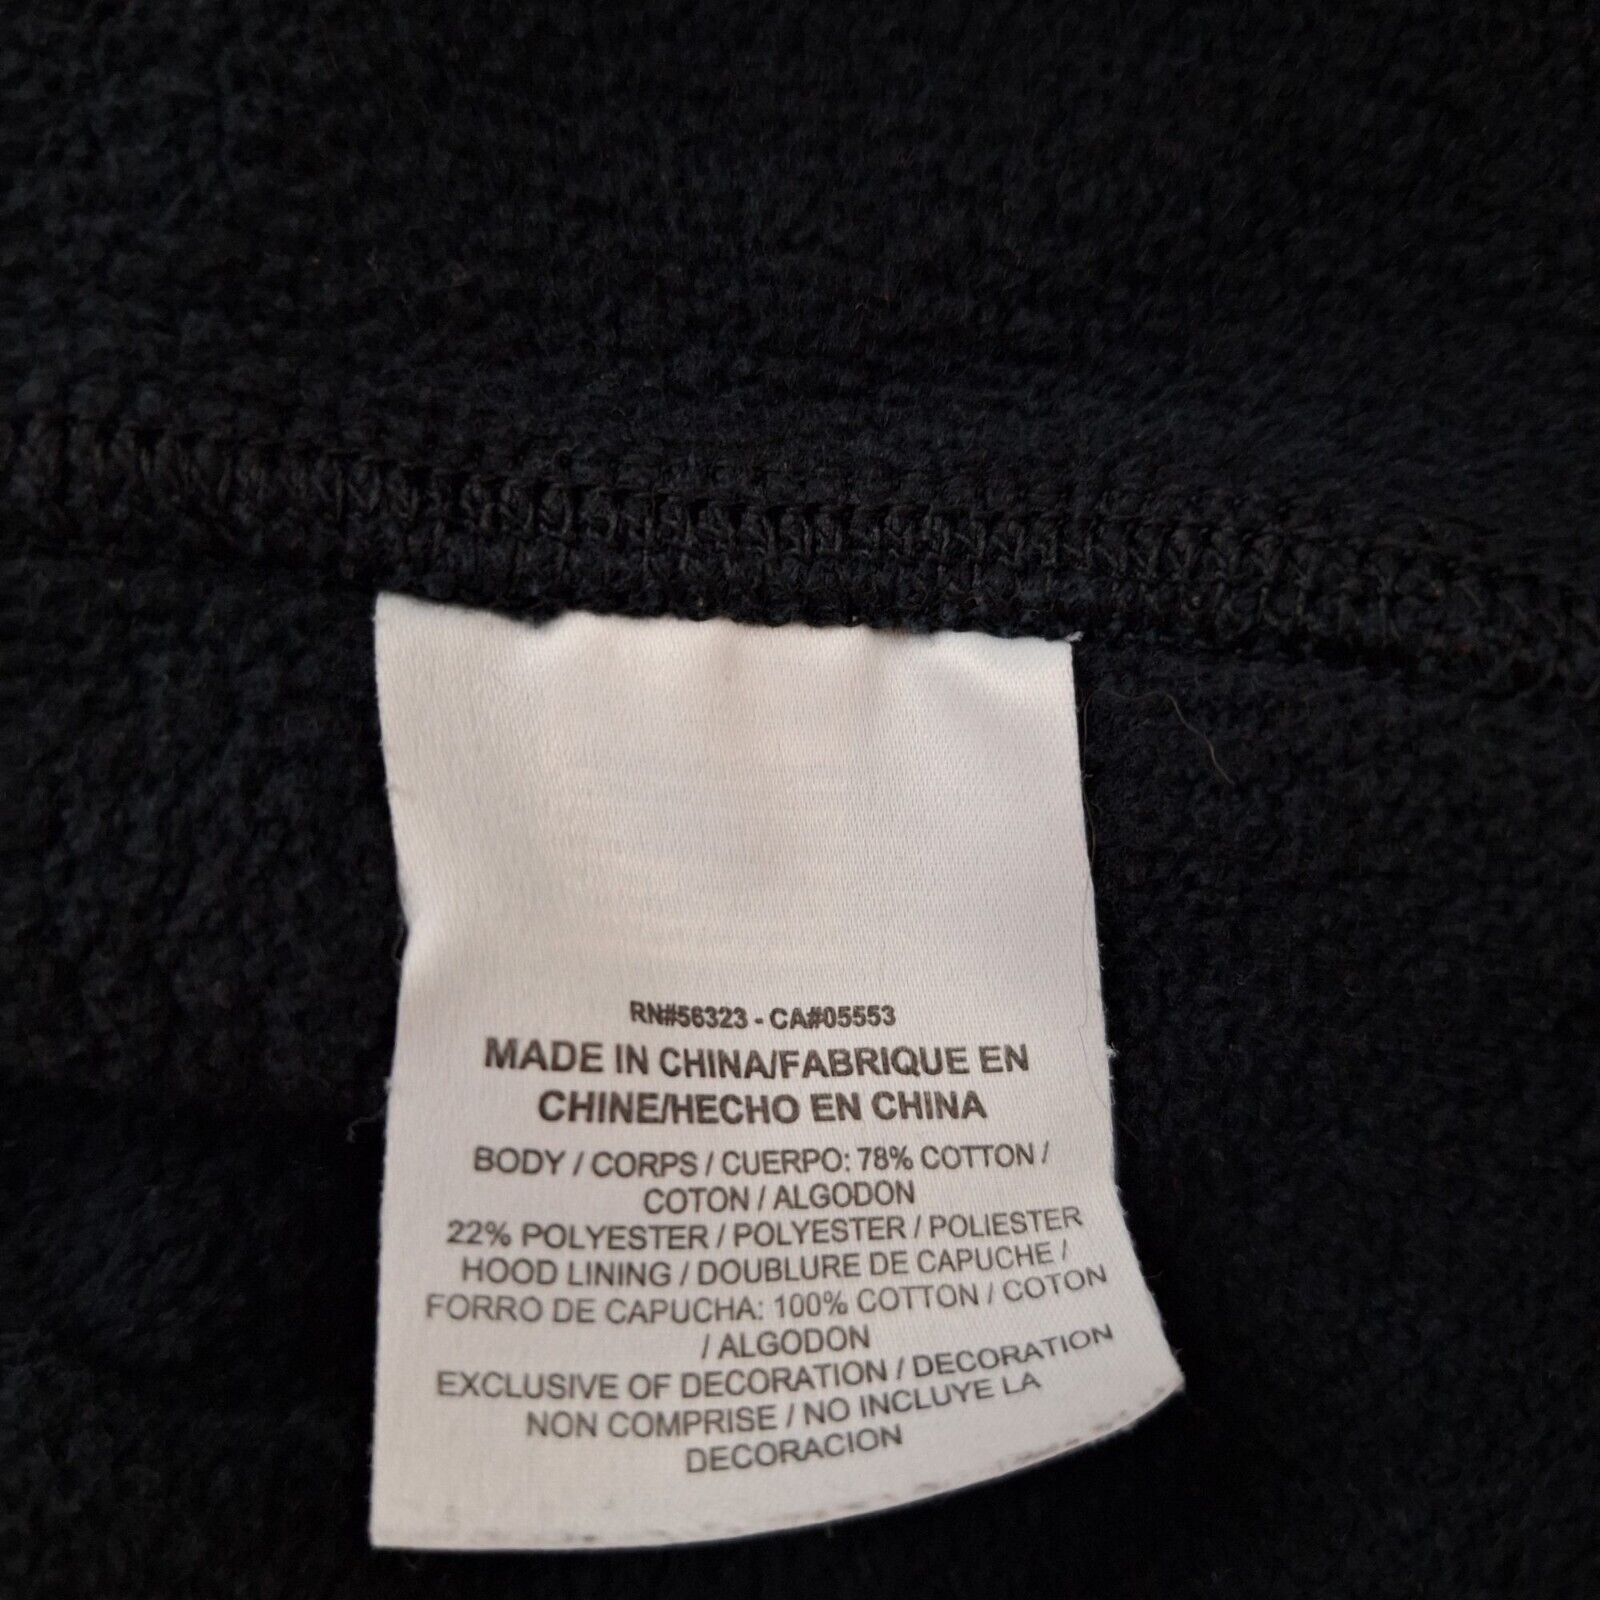 RN#56323 - CA#05553
MADE IN CHINA/FABRIQUE EN
CHINE/HECHO EN CHINA
BODY / CORPS / CUERPO: 78% COTTON /
COTON / ALGODON
22% POLYESTER / POLYESTER / POLIESTER
HOOD LINING / DOUBLURE DE CAPUCHE /
FORRO DE CAPUCHA: 100% COTTON / COTON
/ ALGODON
EXCLUSIVE OF DECORATION / DECORATION
NON COMPRISE / NO INCLUYE LA
DECORACION